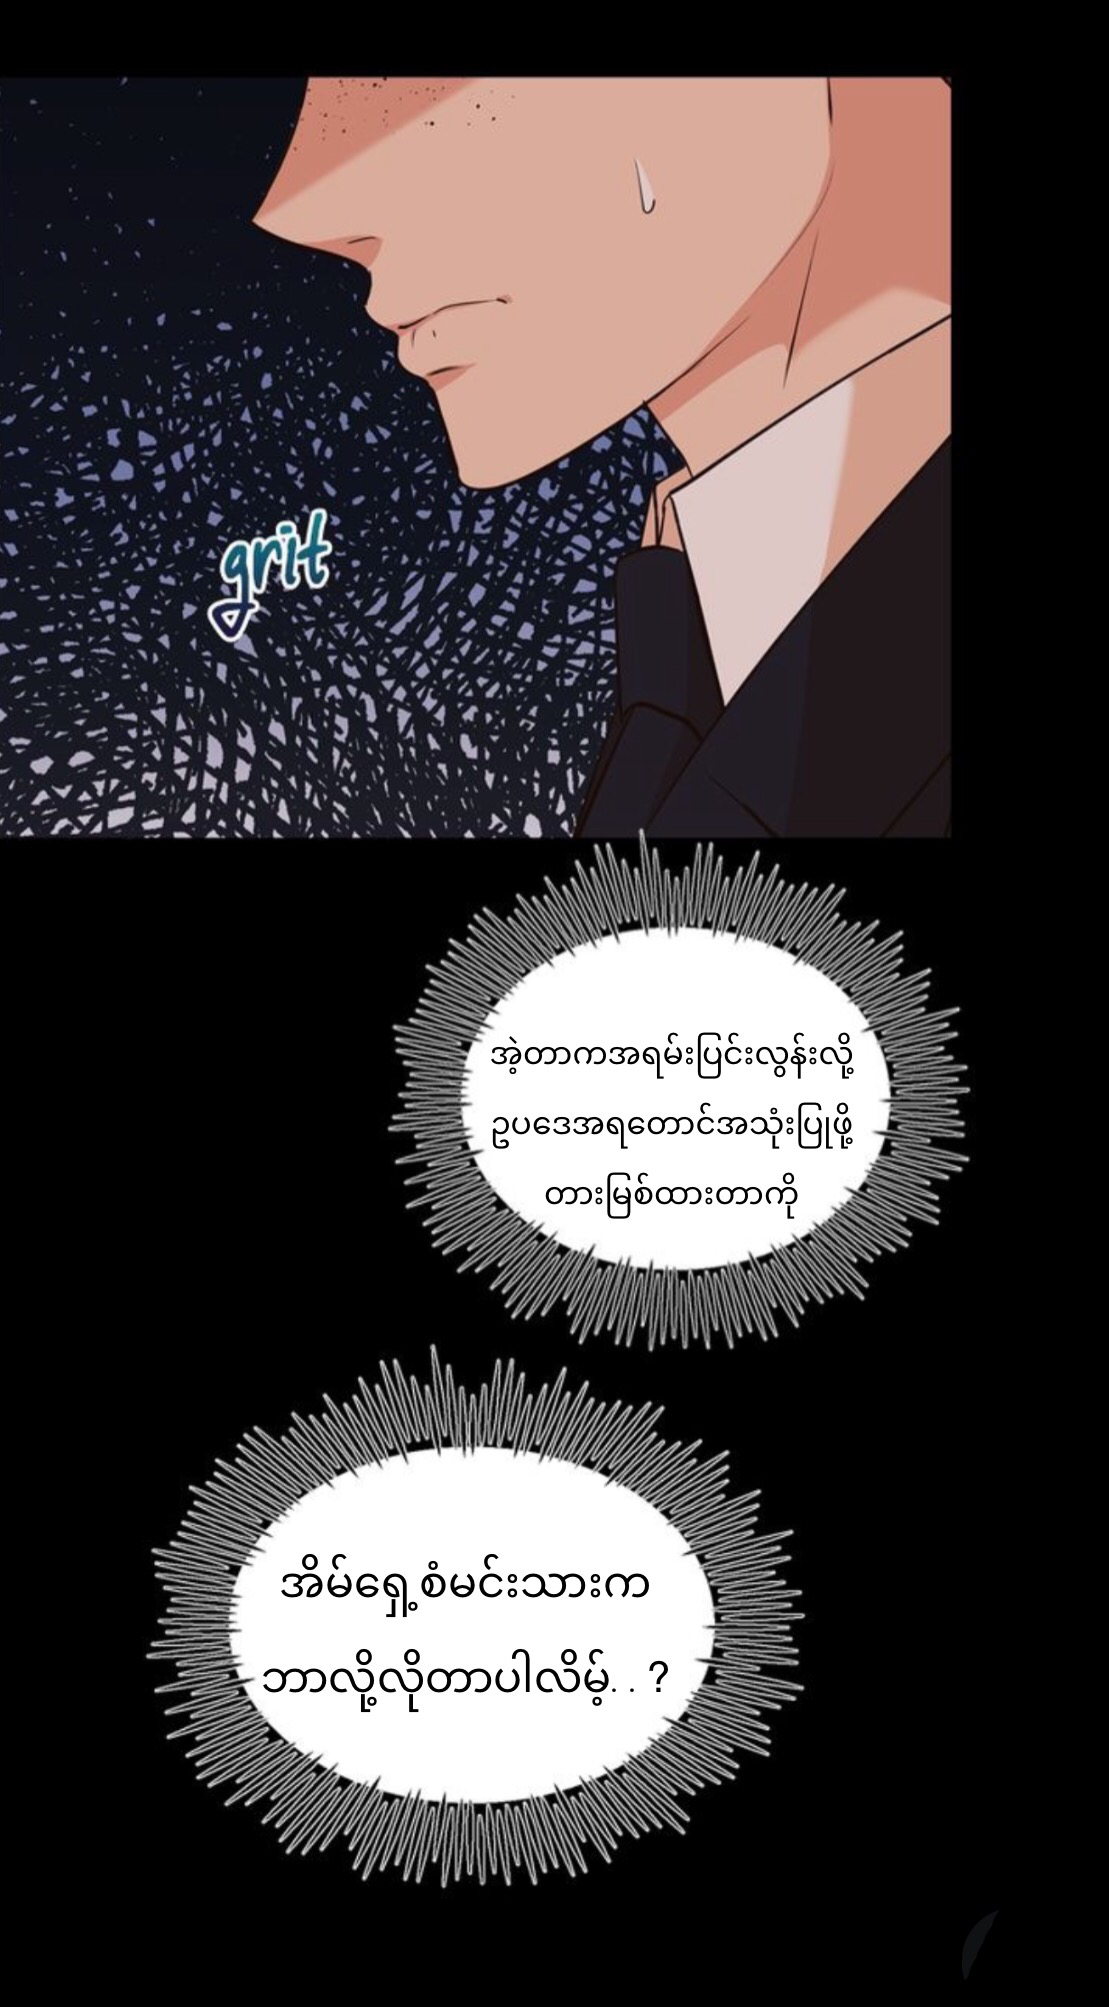 grit
အဲ့တာကအရမ်းပြင်းလွန်းလို့
ဥပဒေအရတောင်အသုံးပြုဖို့
တားမြစ်ထားတာကို
အိမ်ရှေ့စံမင်းသားက
ဘာလို့လိုတာပါလိမ့်. . ?